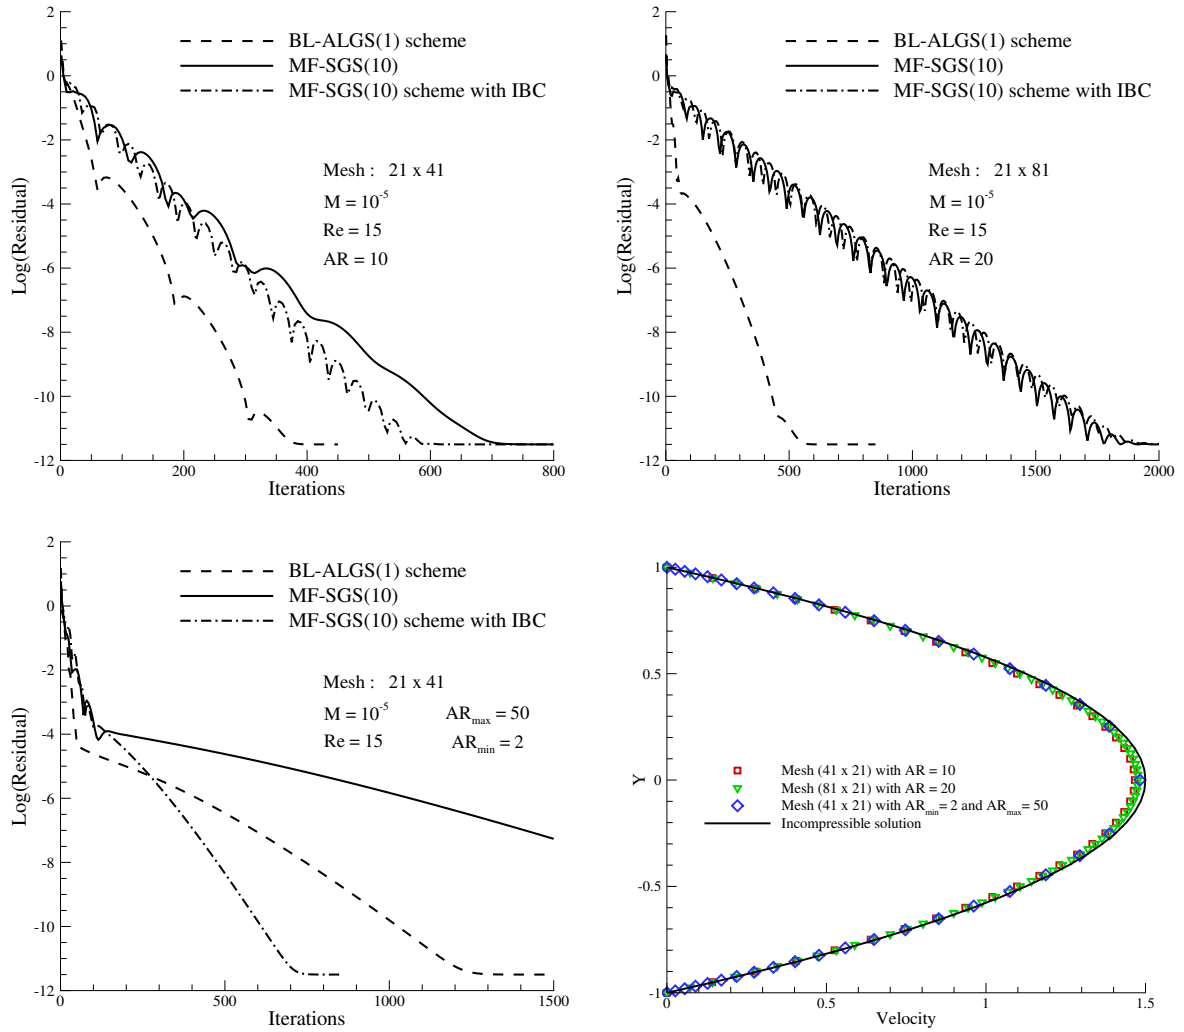 2
0
-2
-4
-6
-8
-10
-12
Log(Residual)
BL-ALGS(1) scheme
MF-SGS(10)
MF-SGS(10) scheme with IBC
Mesh : 21 x 41
M = 10⁻⁵
Re = 15
AR = 10
0 200 400 600 800
Iterations
2
0
-2
-4
-6
-8
-10
-12
Log(Residual)
BL-ALGS(1) scheme
MF-SGS(10)
MF-SGS(10) scheme with IBC
Mesh : 21 x 81
M = 10⁻⁵
Re = 15
AR = 20
0 500 1000 1500 2000
Iterations
2
0
-2
-4
-6
-8
-10
-12
Log(Residual)
BL-ALGS(1) scheme
MF-SGS(10)
MF-SGS(10) scheme with IBC
Mesh : 21 x 41
M = 10⁻⁵ AR_max = 50
Re = 15 AR_min = 2
0 500 1000 1500
Iterations
1
0.5
0
-0.5
-1
Y
Mesh (41 x 21) with AR = 10
Mesh (81 x 21) with AR = 20
Mesh (41 x 21) with AR_min = 2 and AR_max = 50
Incompressible solution
0 0.5 1 1.5
Velocity